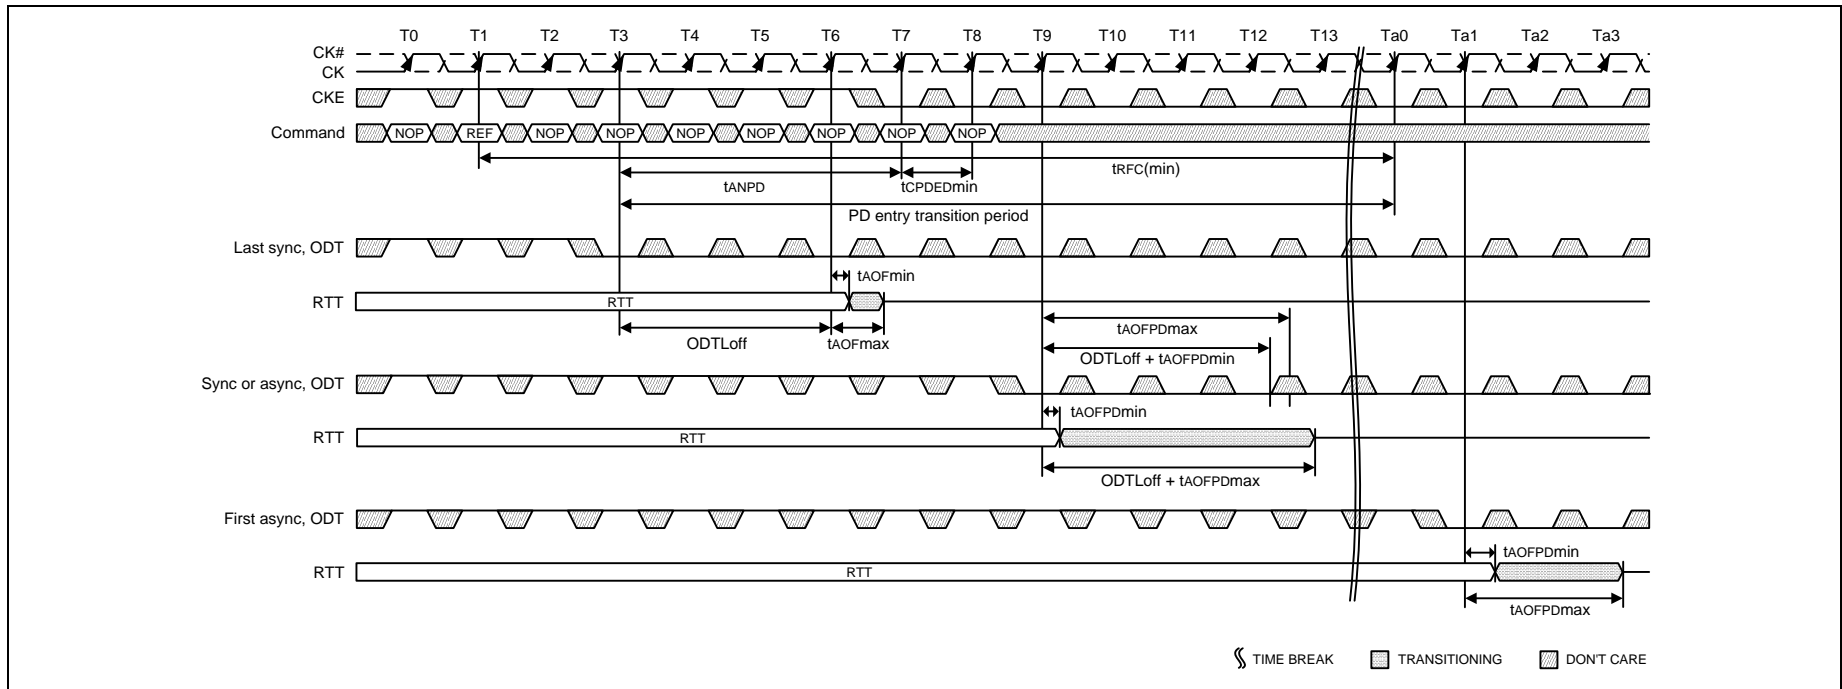 T0 T1 T2 T3 T4 T5 T6 T7 T8 T9 T10 T11 T12 T13 Ta0 Ta1 Ta2 Ta3
CK#
CK
CKE
Command NOP REF NOP NOP NOP NOP NOP NOP NOP
tRFC(min)
tANPD tCPDEDmin
PD entry transition period
Last sync, ODT
tAOFmin
RTT RTT
tAOFPDmax
ODTLoff tAOFmax
ODTLoff + tAOFPDmin
Sync or async, ODT
tAOFPDmin
RTT RTT
ODTLoff + tAOFPDmax
First async, ODT
tAOFPDmin
RTT RTT
tAOFPDmax
TIME BREAK TRANSITIONING DON'T CARE